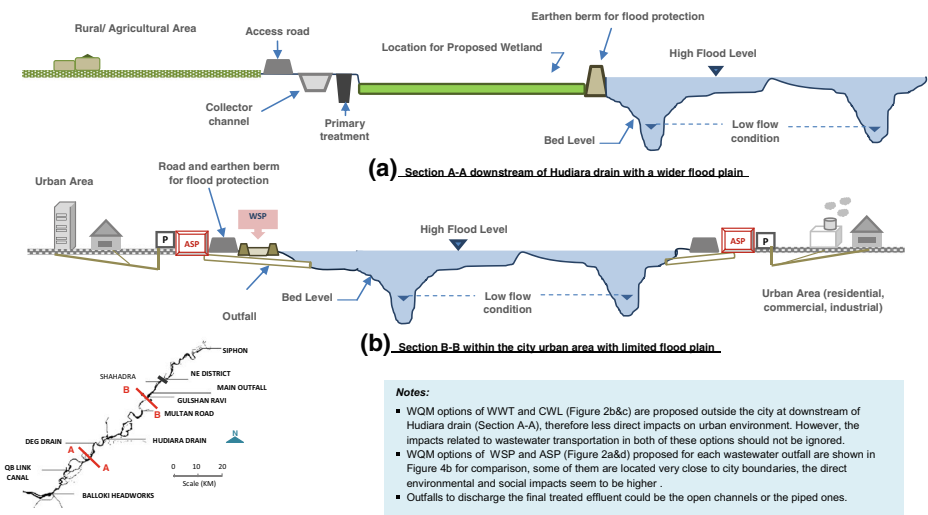 Earthen berm for flood protection
Rural/ Agricultural Area
Access road
Location for Proposed Wetland
High Flood Level
Collector
channel
Primary
treatment
Bed Level
Low flow
condition
(a) Section A-A downstream of Hudiara drain with a wider flood plain
Urban Area
Road and earthen berm
for flood protection
WSP
High Flood Level
P
ASP
ASP
P
Bed Level
Low flow
condition
Outfall
Urban Area (residential,
commercial, industrial)
(b) Section B-B within the city urban area with limited flood plain
SIPHON
SHAHADRA
NE DISTRICT
B
MAIN OUTFALL
GULSHAN RAVI
B
MULTAN ROAD
DEG DRAIN
HUDIARA DRAIN
N
A
A
QB LINK
CANAL
0 10 20
Scale (KM)
BALLOKI HEADWORKS
Notes:
▪ WQM options of WWT and CWL (Figure 2b&c) are proposed outside the city at downstream of
Hudiara drain (Section A-A), therefore less direct impacts on urban environment. However, the
impacts related to wastewater transportation in both of these options should not be ignored.
▪ WQM options of WSP and ASP (Figure 2a&d) proposed for each wastewater outfall are shown in
Figure 4b for comparison, some of them are located very close to city boundaries, the direct
environmental and social impacts seem to be higher .
▪ Outfalls to discharge the final treated effluent could be the open channels or the piped ones.